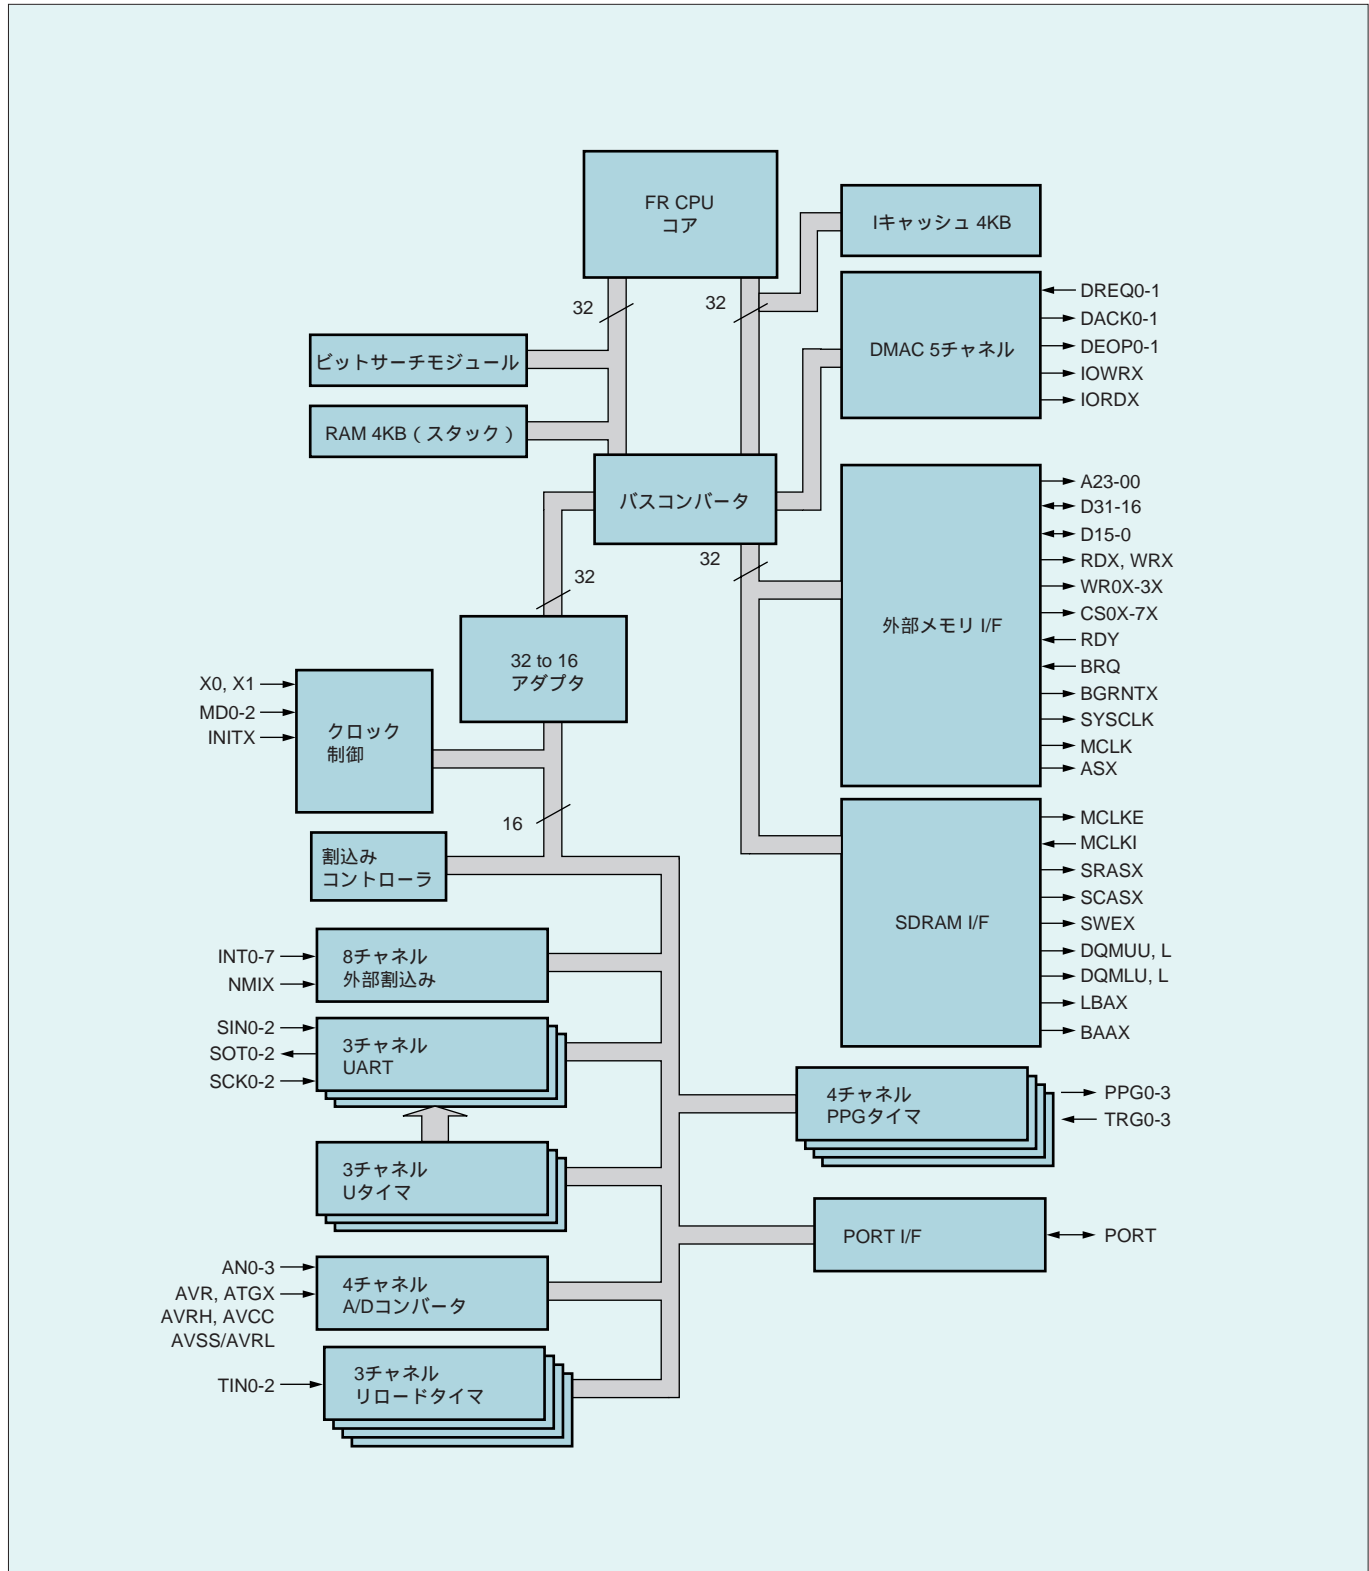 FR CPU
コア
Iキャッシュ 4KB
32
32
DMAC 5チャネル
DREQ0-1
DACK0-1
DEOP0-1
IOWRX
IORDX
ビットサーチモジュール
RAM 4KB（スタック）
バスコンバータ
32
32
外部メモリ I/F
A23-00
D31-16
D15-0
RDX, WRX
WR0X-3X
CS0X-7X
RDY
BRQ
BGRNTX
SYSCLK
MCLK
ASX
32 to 16
アダプタ
X0, X1
MD0-2
INITX
クロック
制御
16
割込み
コントローラ
SDRAM I/F
MCLKE
MCLKI
SRASX
SCASX
SWEX
DQMUU, L
DQMLU, L
LBAX
BAAX
INT0-7
NMIX
8チャネル
外部割込み
SIN0-2
SOT0-2
SCK0-2
3チャネル
UART
4チャネル
PPGタイマ
PPG0-3
TRG0-3
3チャネル
Uタイマ
PORT I/F
PORT
AN0-3
AVR, ATGX
AVRH, AVCC
AVSS/AVRL
4チャネル
A/Dコンバータ
TIN0-2
3チャネル
リロードタイマ